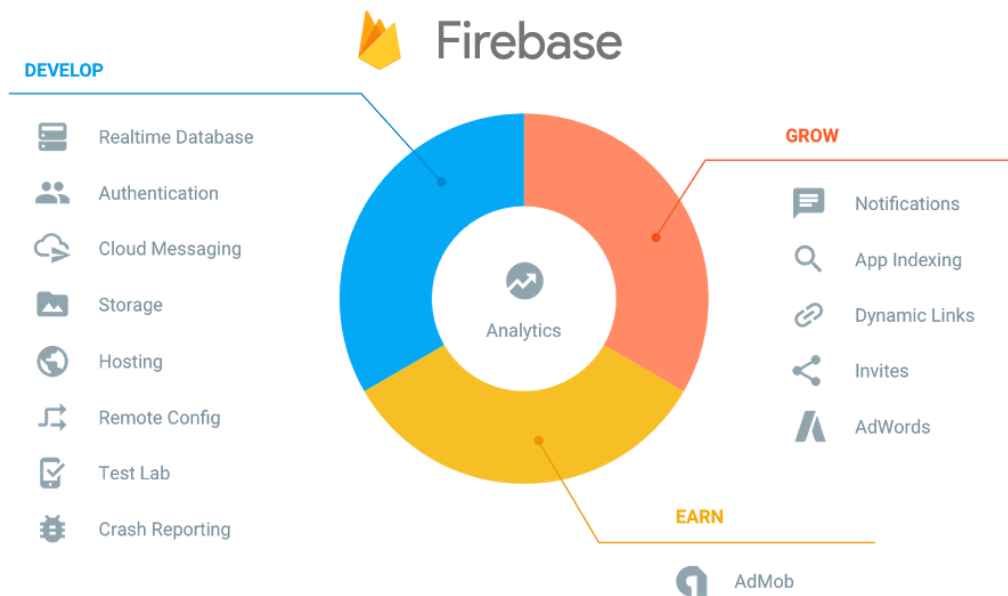 Firebase
DEVELOP
Realtime Database
Authentication
Cloud Messaging
Storage
Hosting
Remote Config
Test Lab
Crash Reporting
Analytics
GROW
Notifications
App Indexing
Dynamic Links
Invites
AdWords
EARN
AdMob